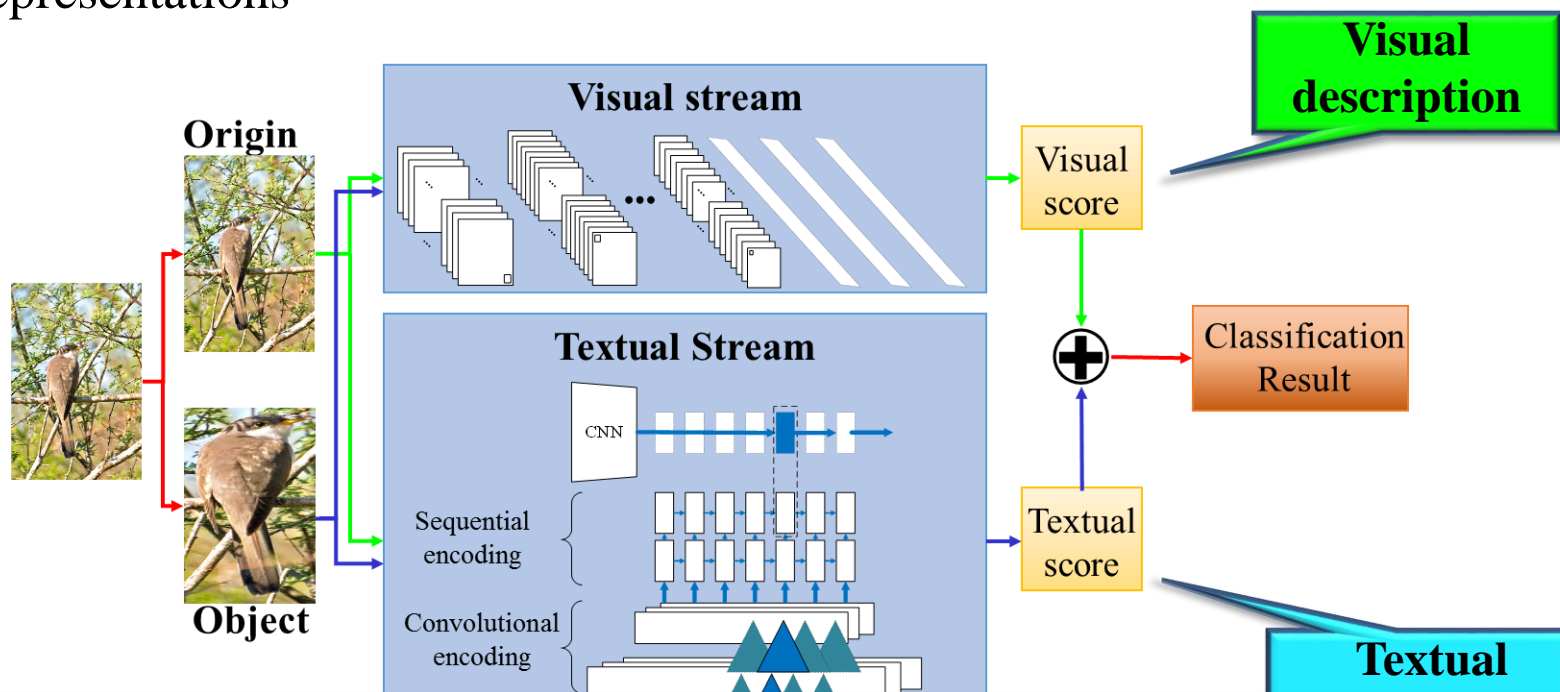 epresentations
Visual
description
Visual stream
Origin
Visual
score
Classification
Result
Textual Stream
CNN
Sequential
encoding
Textual
score
Object
Convolutional
encoding
Textual